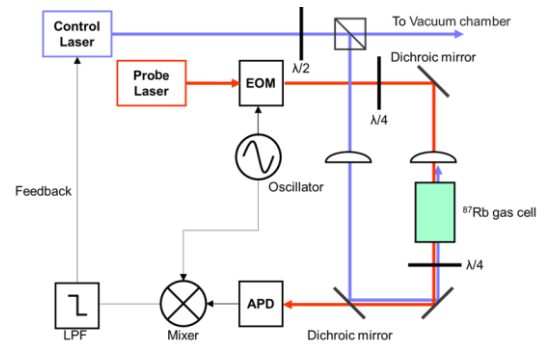 Control
Laser
To Vacuum chamber
λ/2
Dichroic mirror
Probe
Laser
EOM
λ/4
Oscillator
Feedback
⁸⁷Rb gas cell
λ/4
APD
LPF
Mixer
Dichroic mirror